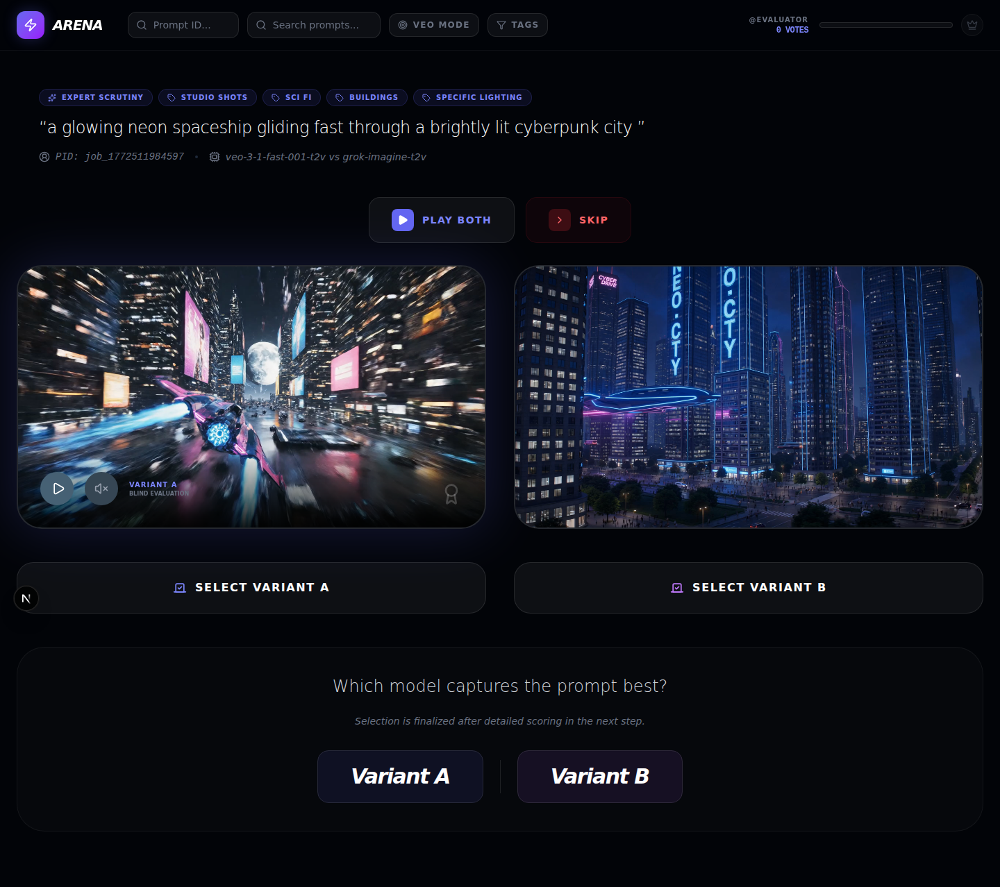 ARENA
Prompt ID...
Search prompts...
VEO MODE
TAGS
@EVALUATOR
0 VOTES
EXPERT SCRUTINY
STUDIO SHOTS
SCI FI
BUILDINGS
SPECIFIC LIGHTING
“a glowing neon spaceship gliding fast through a brightly lit cyberpunk city ”
PID: job_1772511984597 • veo-3-1-fast-001-t2v vs grok-imagine-t2v
PLAY BOTH
SKIP
VARIANT A
BLIND EVALUATION
CYBER
DRIVE
NEO·CTY
O·CTY
SELECT VARIANT A
SELECT VARIANT B
N
Which model captures the prompt best?
Selection is finalized after detailed scoring in the next step.
Variant A
Variant B